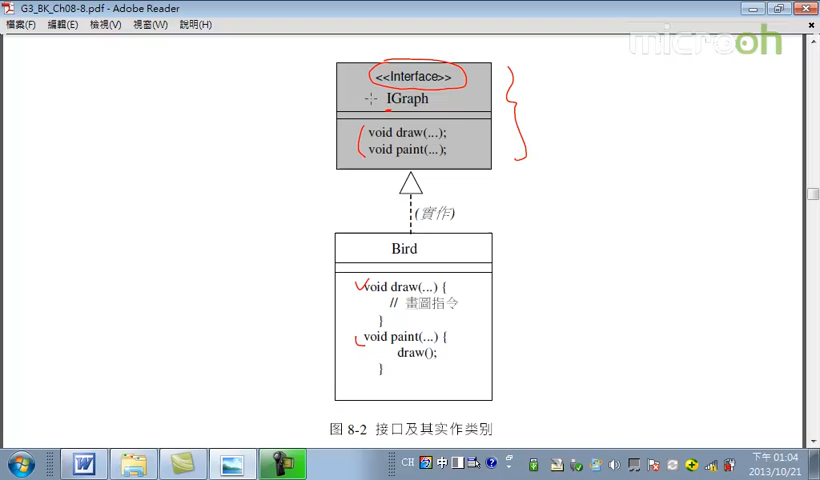 G3_BK_Ch08-8.pdf - Adobe Reader
檔案(F) 編輯(E) 檢視(V) 視窗(W) 說明(H)
microoh
<<Interface>>
IGraph
void draw(...);
void paint(...);
(實作)
Bird
void draw(...) {
// 畫圖指令
}
void paint(...) {
draw();
}
图 8-2 接口及其实作类别
CH 中
下午 01:04
2013/10/21